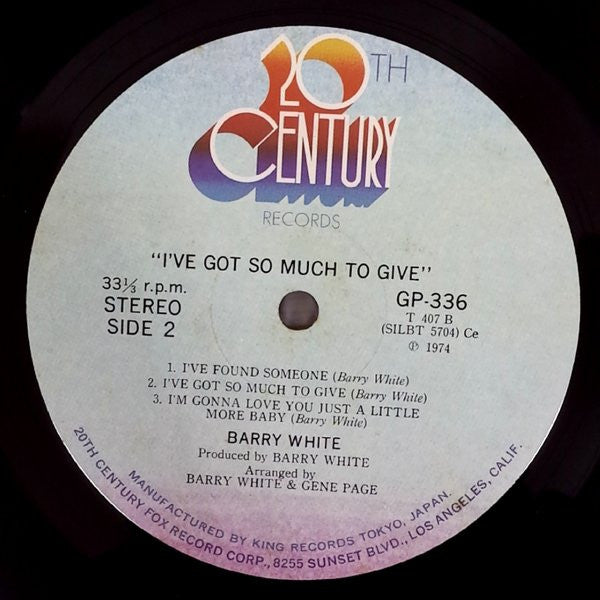 20TH
CENTURY
RECORDS
"I'VE GOT SO MUCH TO GIVE"
33⅓ r.p.m.
STEREO
SIDE 2
GP-336
T 407 B
(SILBT 5704) Ce
℗ 1974
1. I'VE FOUND SOMEONE (Barry White)
2. I'VE GOT SO MUCH TO GIVE (Barry White)
3. I'M GONNA LOVE YOU JUST A LITTLE
MORE BABY (Barry White)
BARRY WHITE
Produced by BARRY WHITE
Arranged by
BARRY WHITE & GENE PAGE
MANUFACTURED BY KING RECORDS TOKYO, JAPAN.
20TH CENTURY FOX RECORD CORP., 8255 SUNSET BLVD., LOS ANGELES, CALIF.